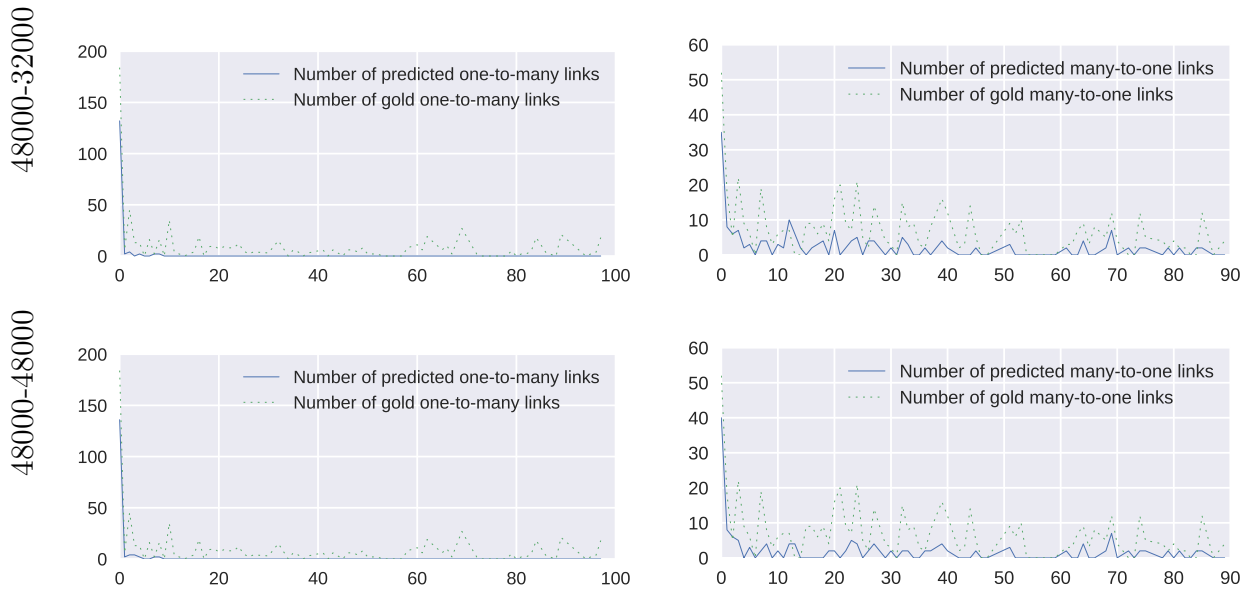 48000-32000
200
150
100
50
0
0 20 40 60 80 100
Number of predicted one-to-many links
Number of gold one-to-many links
60
50
40
30
20
10
0
0 10 20 30 40 50 60 70 80 90
Number of predicted many-to-one links
Number of gold many-to-one links
48000-48000
200
150
100
50
0
0 20 40 60 80 100
Number of predicted one-to-many links
Number of gold one-to-many links
60
50
40
30
20
10
0
0 10 20 30 40 50 60 70 80 90
Number of predicted many-to-one links
Number of gold many-to-one links